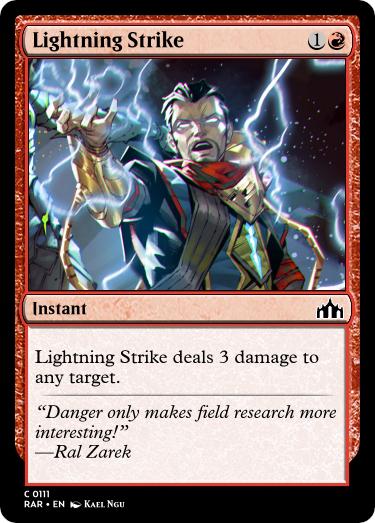 Lightning Strike 1
Instant
Lightning Strike deals 3 damage to
any target.
“Danger only makes field research more
interesting!”
—Ral Zarek
C 0111
RAR • EN Kael Ngu